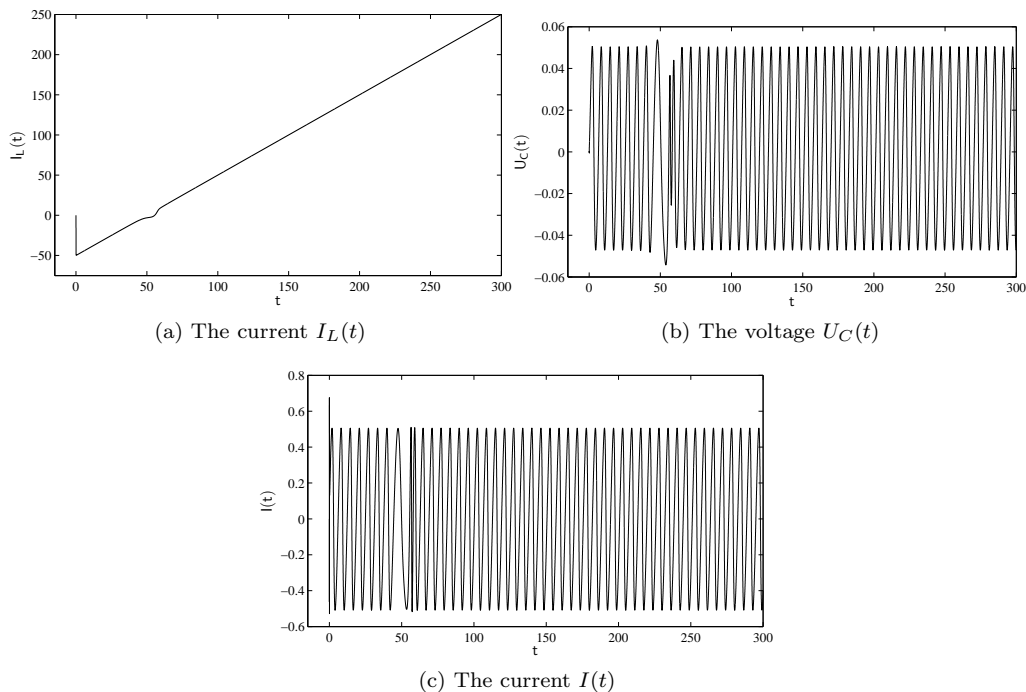 250
200
150
100
50
0
–50
I_L(t)
0 50 100 150 200 250 300
t
(a) The current I_L(t)
0.06
0.04
0.02
0
–0.02
–0.04
–0.06
U_C(t)
0 50 100 150 200 250 300
t
(b) The voltage U_C(t)
0.8
0.6
0.4
0.2
0
–0.2
–0.4
–0.6
I(t)
0 50 100 150 200 250 300
t
(c) The current I(t)